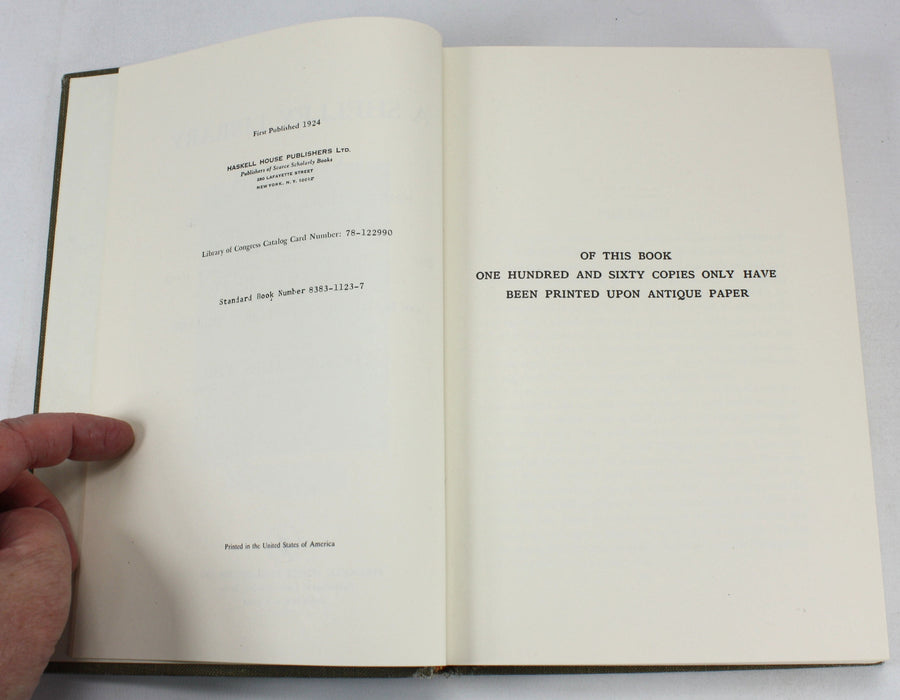 First Published 1924
HASKELL HOUSE PUBLISHERS LTD.
Publishers of Scarce Scholarly Books
280 LAFAYETTE STREET
NEW YORK, N. Y. 10012
Library of Congress Catalog Card Number: 78-122990
Standard Book Number 8383-1123-7
Printed in the United States of America
OF THIS BOOK
ONE HUNDRED AND SIXTY COPIES ONLY HAVE
BEEN PRINTED UPON ANTIQUE PAPER